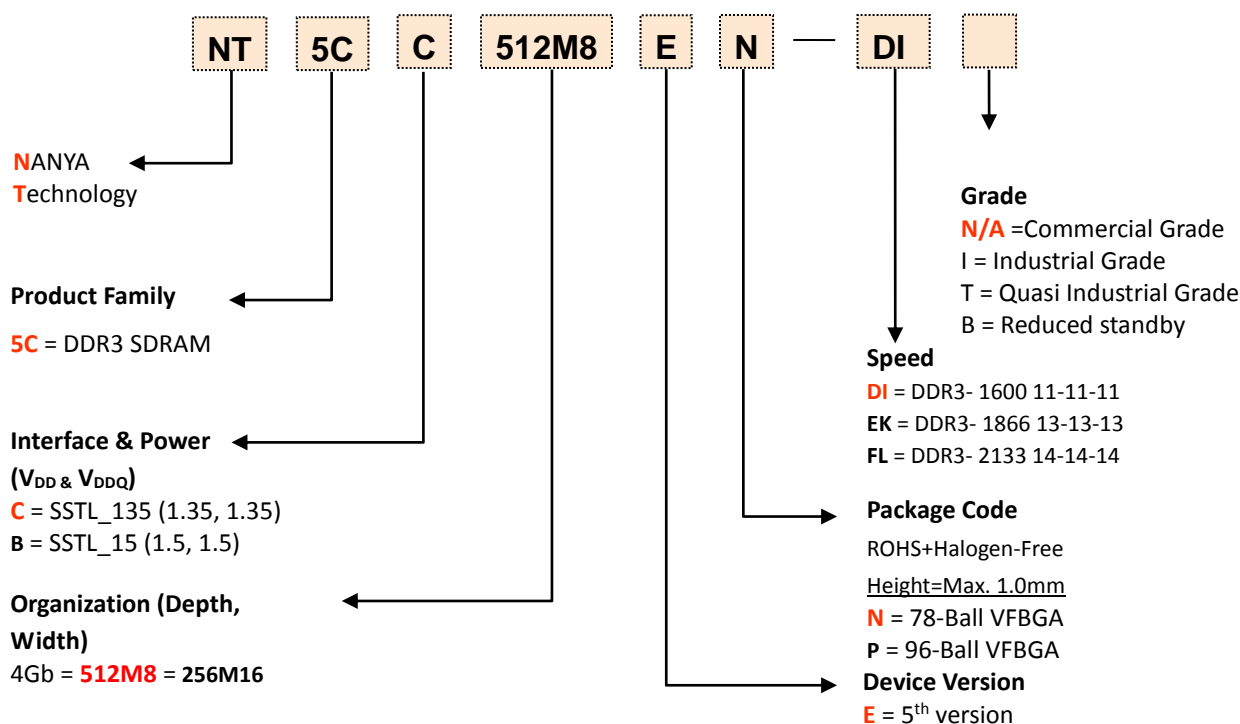 NT 5C C 512M8 E N — DI
NANYA
Technology
Product Family
5C = DDR3 SDRAM
Interface & Power
(VDD & VDDQ)
C = SSTL_135 (1.35, 1.35)
B = SSTL_15 (1.5, 1.5)
Organization (Depth,
Width)
4Gb = 512M8 = 256M16
Grade
N/A =Commercial Grade
I = Industrial Grade
T = Quasi Industrial Grade
B = Reduced standby
Speed
DI = DDR3- 1600 11-11-11
EK = DDR3- 1866 13-13-13
FL = DDR3- 2133 14-14-14
Package Code
ROHS+Halogen-Free
Height=Max. 1.0mm
N = 78-Ball VFBGA
P = 96-Ball VFBGA
Device Version
E = 5th version